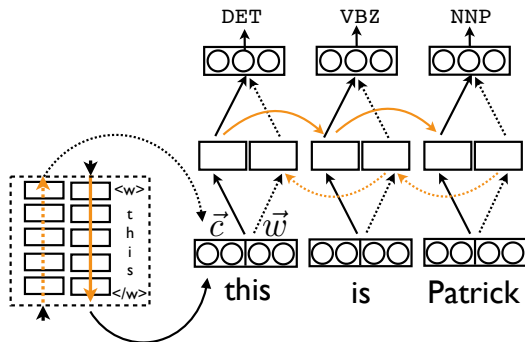 DET VBZ NNP
<w>
t
h
i
s
</w>
c⃗ w⃗
this is Patrick